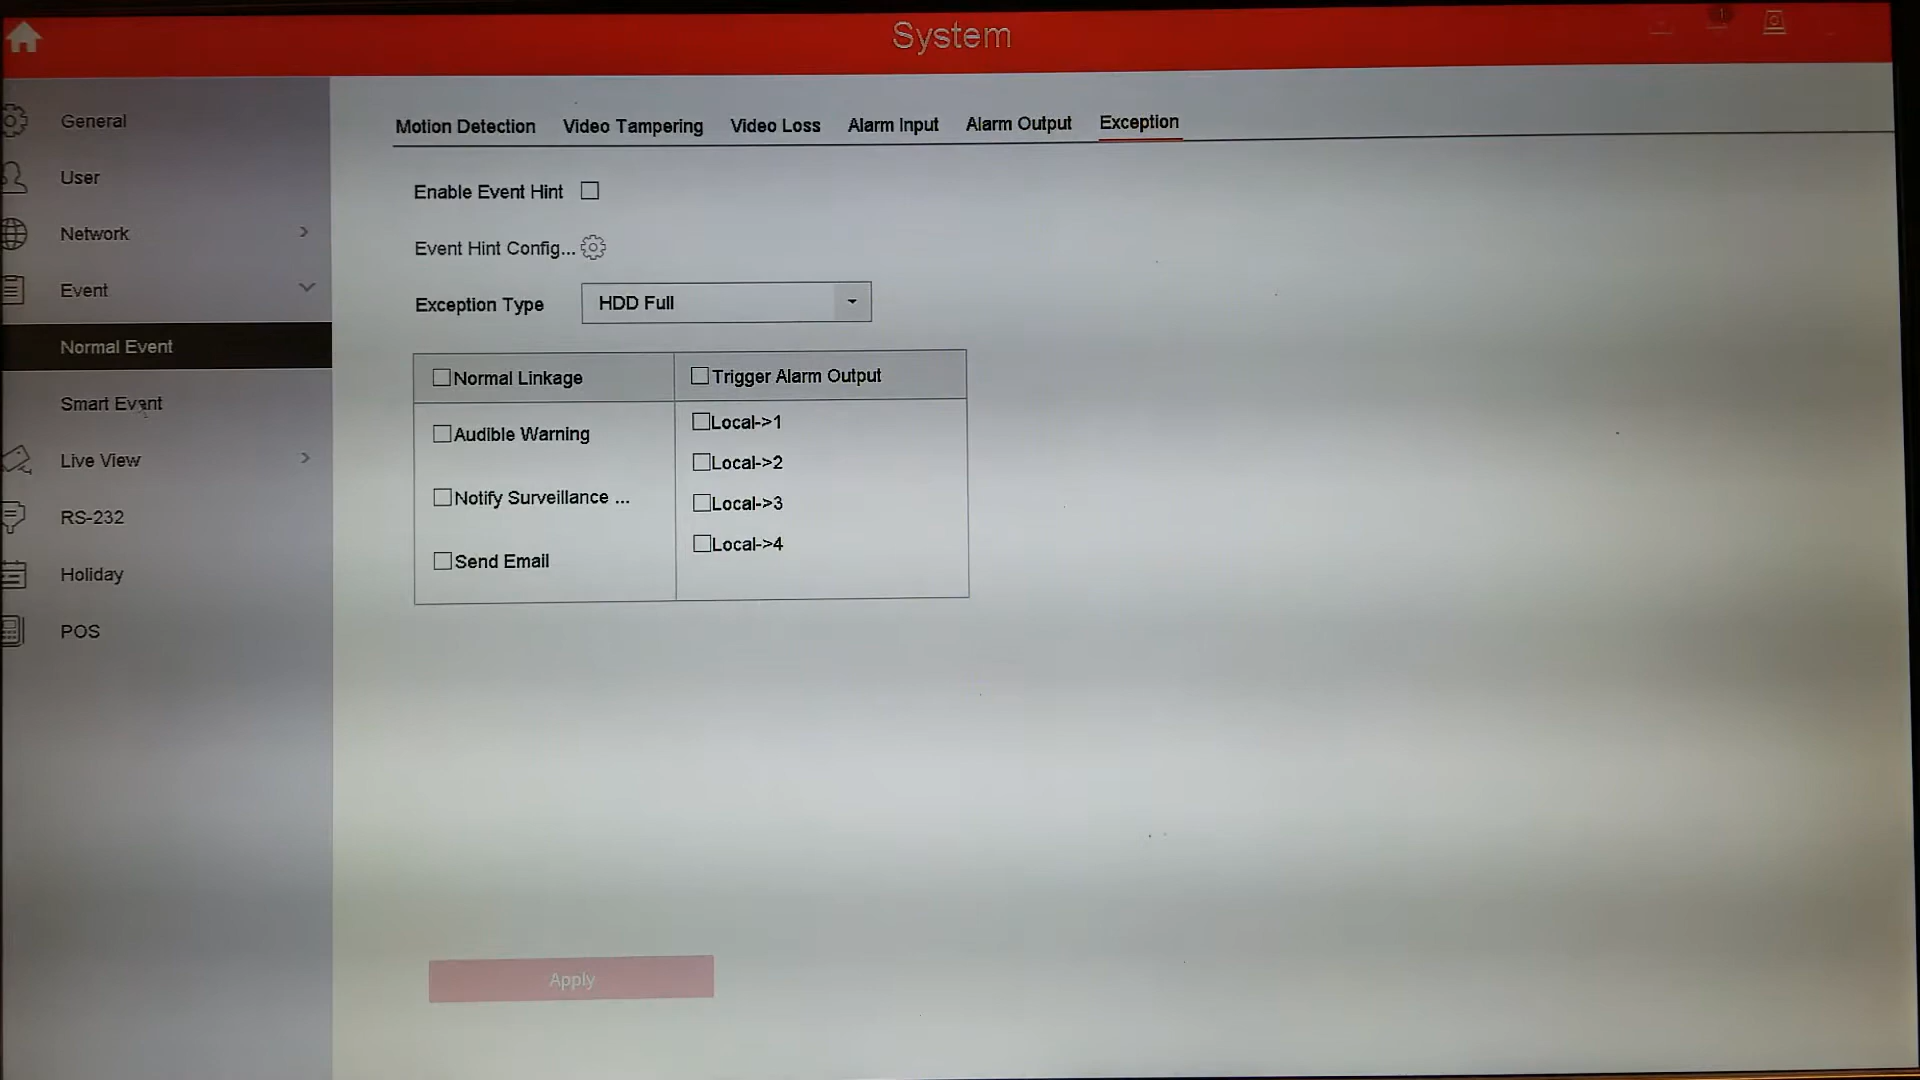 System
1
General
User
Network
Event
Normal Event
Smart Event
Live View
RS-232
Holiday
POS
Motion Detection Video Tampering Video Loss Alarm Input Alarm Output Exception
Enable Event Hint
Event Hint Config...
Exception Type HDD Full
Normal Linkage Trigger Alarm Output
Audible Warning
Notify Surveillance ...
Send Email
Local->1
Local->2
Local->3
Local->4
Apply